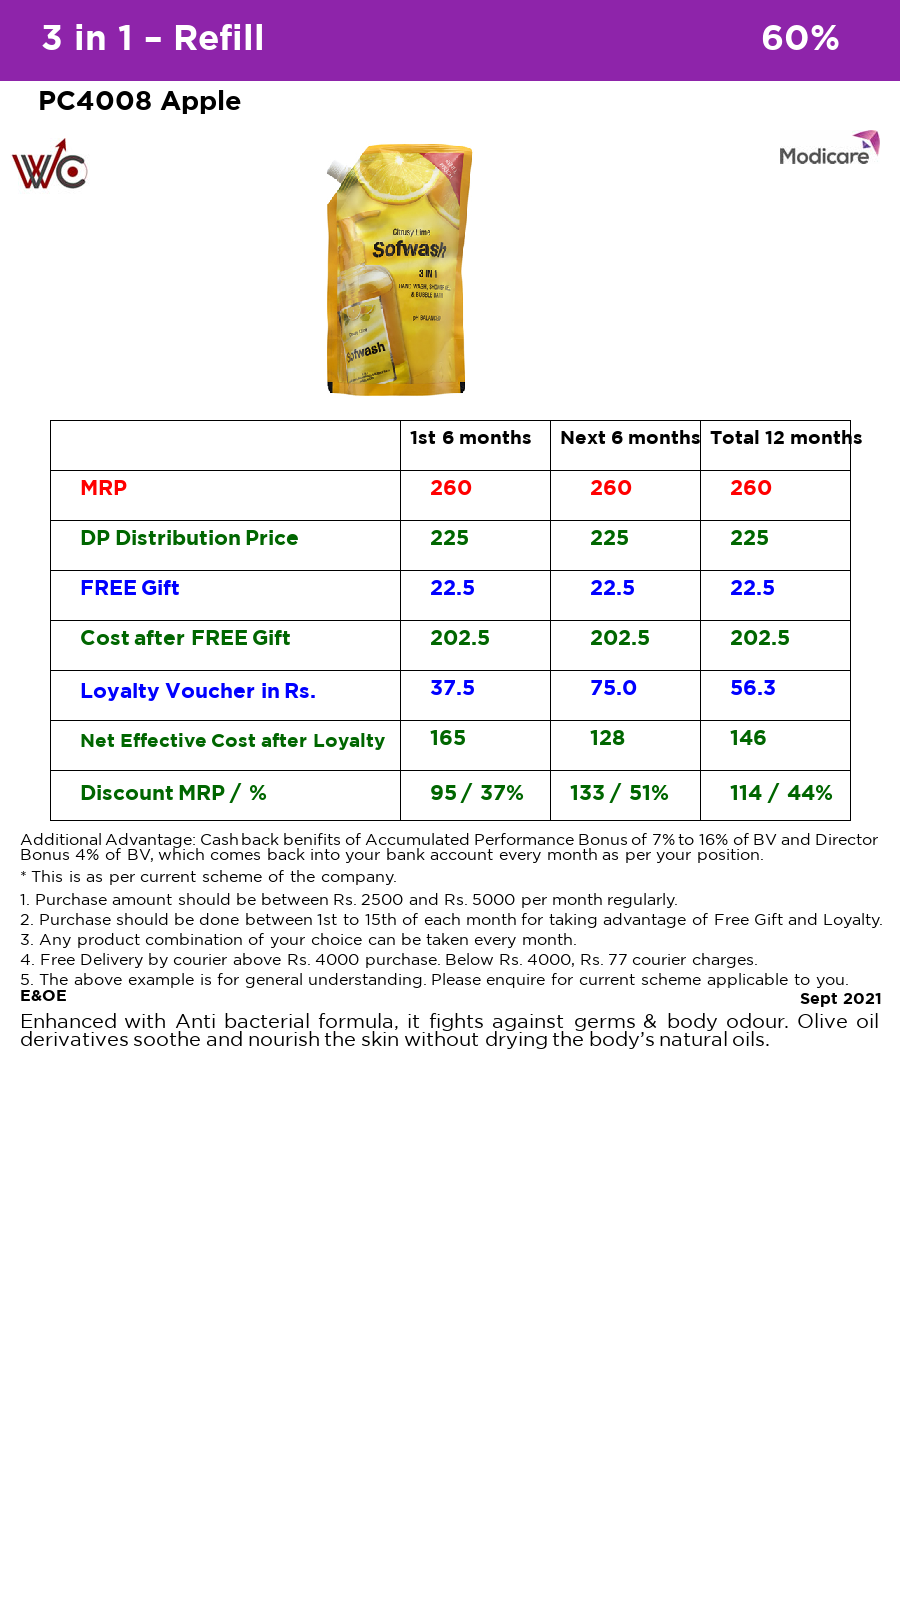 3 in 1 – Refill 60%
PC4008 Apple
WC
Modicare
Citrusy Lime
Sofwash
3 IN 1
HAND WASH, SHOWER GEL
& BUBBLE BATH
pH BALANCED
Sofwash
1st 6 months Next 6 months Total 12 months
MRP 260 260 260
DP Distribution Price 225 225 225
FREE Gift 22.5 22.5 22.5
Cost after FREE Gift 202.5 202.5 202.5
Loyalty Voucher in Rs. 37.5 75.0 56.3
Net Effective Cost after Loyalty 165 128 146
Discount MRP / % 95 / 37% 133 / 51% 114 / 44%
Additional Advantage: Cashback benifits of Accumulated Performance Bonus of 7% to 16% of BV and Director
Bonus 4% of BV, which comes back into your bank account every month as per your position.
* This is as per current scheme of the company.
1. Purchase amount should be between Rs. 2500 and Rs. 5000 per month regularly.
2. Purchase should be done between 1st to 15th of each month for taking advantage of Free Gift and Loyalty.
3. Any product combination of your choice can be taken every month.
4. Free Delivery by courier above Rs. 4000 purchase. Below Rs. 4000, Rs. 77 courier charges.
5. The above example is for general understanding. Please enquire for current scheme applicable to you.
E&OE
Sept 2021
Enhanced with Anti bacterial formula, it fights against germs & body odour. Olive oil
derivatives soothe and nourish the skin without drying the body’s natural oils.